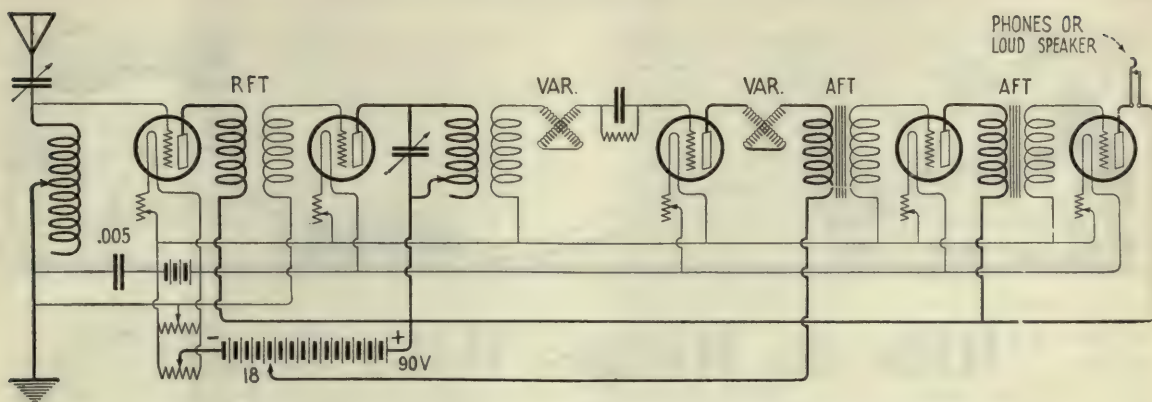 PHONES OR
LOUD SPEAKER
RFT
VAR.
VAR.
AFT
AFT
.005
- +
18
90V